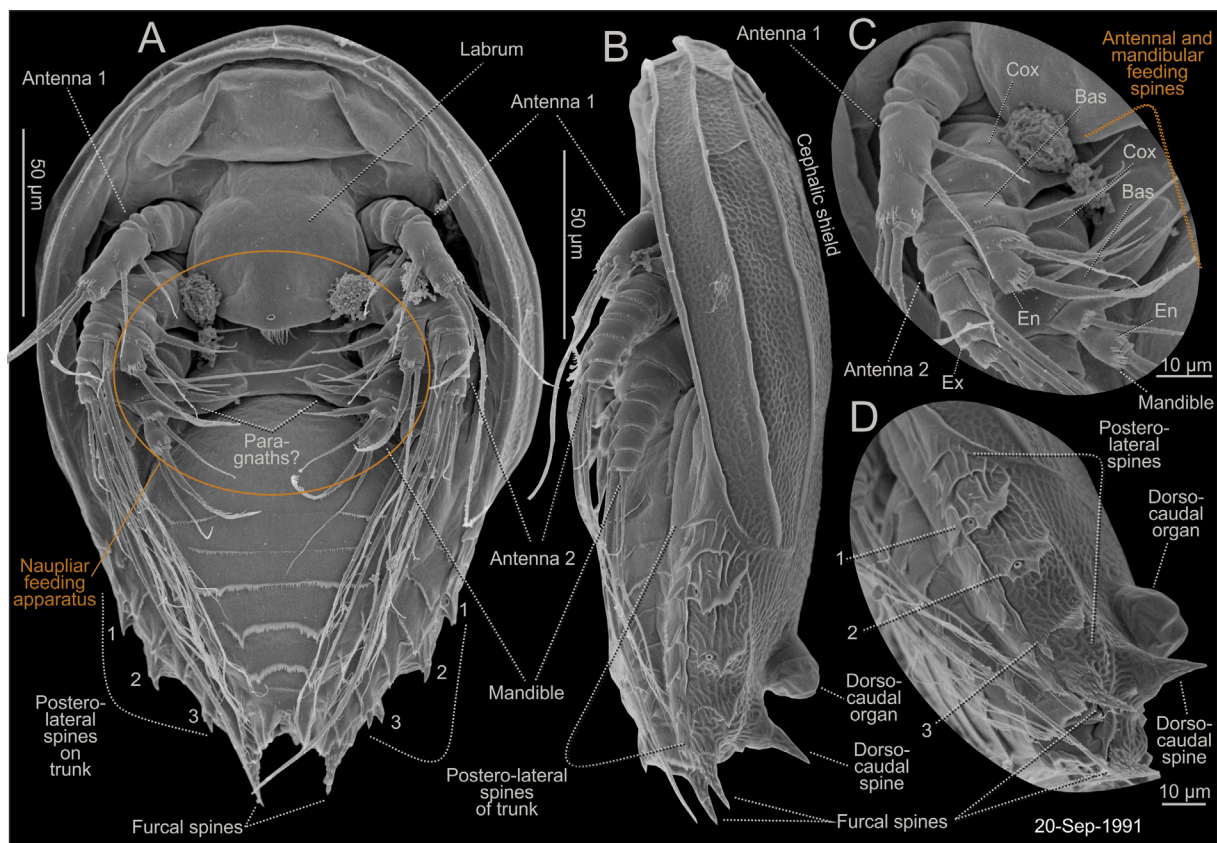 A
Antenna 1
50 µm
Labrum
Antenna 1
Para-
gnaths?
Naupliar
feeding
apparatus
1
2
3
Postero-
lateral
spines
on
trunk
1
2
3
Furcal spines
Antenna 2
Mandible
B
50 µm
Cephalic shield
Dorso-
caudal
organ
Dorso-
caudal
spine
Postero-lateral
spines
of trunk
Furcal spines
C
Antenna 1
Cox
Bas
Cox
Bas
Antennal and
mandibular
feeding
spines
En
En
Ex
Antenna 2
10 µm
Mandible
D
Postero-
lateral
spines
Dorso-
caudal
organ
1
2
3
Dorso-
caudal
spine
10 µm
20-Sep-1991